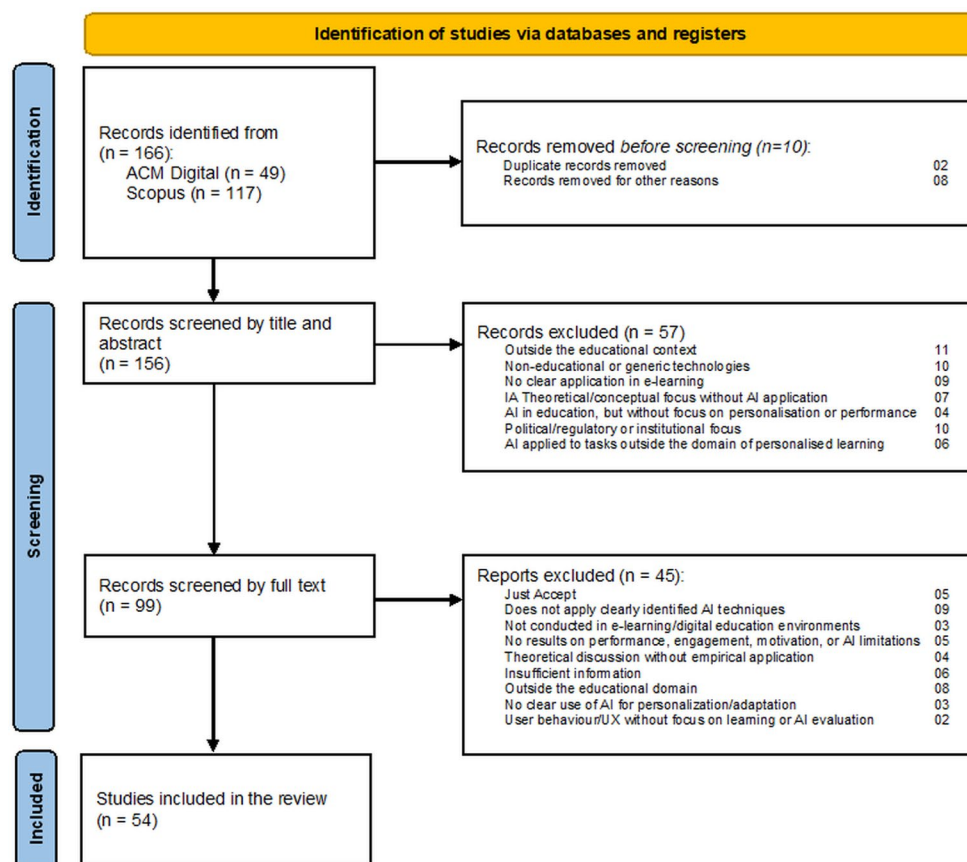 Identification of studies via databases and registers
Identification
Records identified from
(n = 166):
ACM Digital (n = 49)
Scopus (n = 117)
Records removed before screening (n=10):
Duplicate records removed 02
Records removed for other reasons 08
Screening
Records screened by title and
abstract
(n = 156)
Records excluded (n = 57)
Outside the educational context 11
Non-educational or generic technologies 10
No clear application in e-learning 09
IA Theoretical/conceptual focus without AI application 07
AI in education, but without focus on personalisation or performance 04
Political/regulatory or institutional focus 10
AI applied to tasks outside the domain of personalised learning 06
Records screened by full text
(n = 99)
Reports excluded (n = 45):
Just Accept 05
Does not apply clearly identified AI techniques 09
Not conducted in e-learning/digital education environments 03
No results on performance, engagement, motivation, or AI limitations 05
Theoretical discussion without empirical application 04
Insufficient information 06
Outside the educational domain 08
No clear use of AI for personalization/adaptation 03
User behaviour/UX without focus on learning or AI evaluation 02
Included
Studies included in the review
(n = 54)